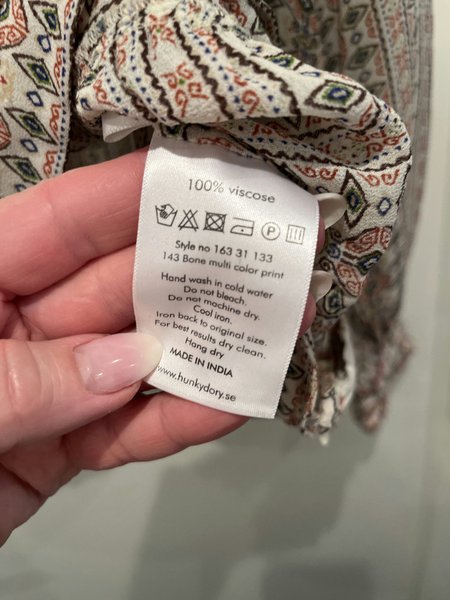 100% viscose
P
Style no 163 31 133
143 Bone multi color print
Hand wash in cold water
Do not bleach.
Do not machine dry.
Cool iron.
Iron back to original size.
For best results dry clean.
Hang dry
MADE IN INDIA
www.hunkydory.se